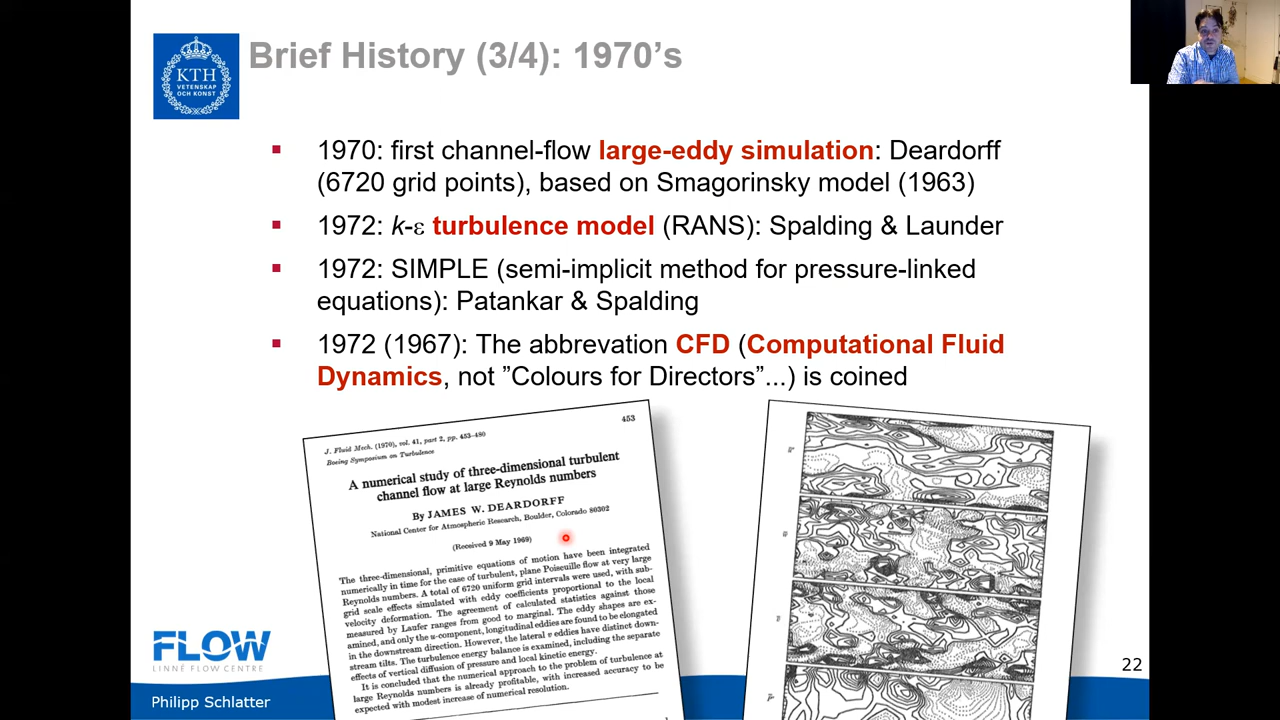 KTH
VETENSKAP
OCH KONST
Brief History (3/4): 1970's
1970: first channel-flow large-eddy simulation: Deardorff
(6720 grid points), based on Smagorinsky model (1963)
1972: k-ε turbulence model (RANS): Spalding & Launder
1972: SIMPLE (semi-implicit method for pressure-linked
equations): Patankar & Spalding
1972 (1967): The abbrevation CFD (Computational Fluid
Dynamics, not ”Colours for Directors”...) is coined
453
J. Fluid Mech. (1970), vol. 41, part 2, pp. 453-480
Boeing Symposium on Turbulence
A numerical study of three-dimensional turbulent
channel flow at large Reynolds numbers
By JAMES W. DEARDORFF
National Center for Atmospheric Research, Boulder, Colorado 80302
(Received 9 May 1969)
The three-dimensional, primitive equations of motion have been integrated
numerically in time for the case of turbulent, plane Poiseuille flow at very large
Reynolds numbers. A total of 6720 uniform grid intervals were used, with sub-
grid scale effects simulated with eddy coefficients proportional to the local
velocity deformation. The agreement of calculated statistics against those
measured by Laufer ranges from good to marginal. The eddy shapes are ex-
amined, and only the u-component, longitudinal eddies are found to be elongated
in the downstream direction. However, the lateral v eddies have distinct down-
stream tilts. The turbulence energy balance is examined, including the separate
effects of vertical diffusion of pressure and local kinetic energy.
It is concluded that the numerical approach to the problem of turbulence at
large Reynolds numbers is already profitable, with increased accuracy to be
expected with modest increase of numerical resolution.
FLOW
LINNÉ FLOW CENTRE
22
Philipp Schlatter